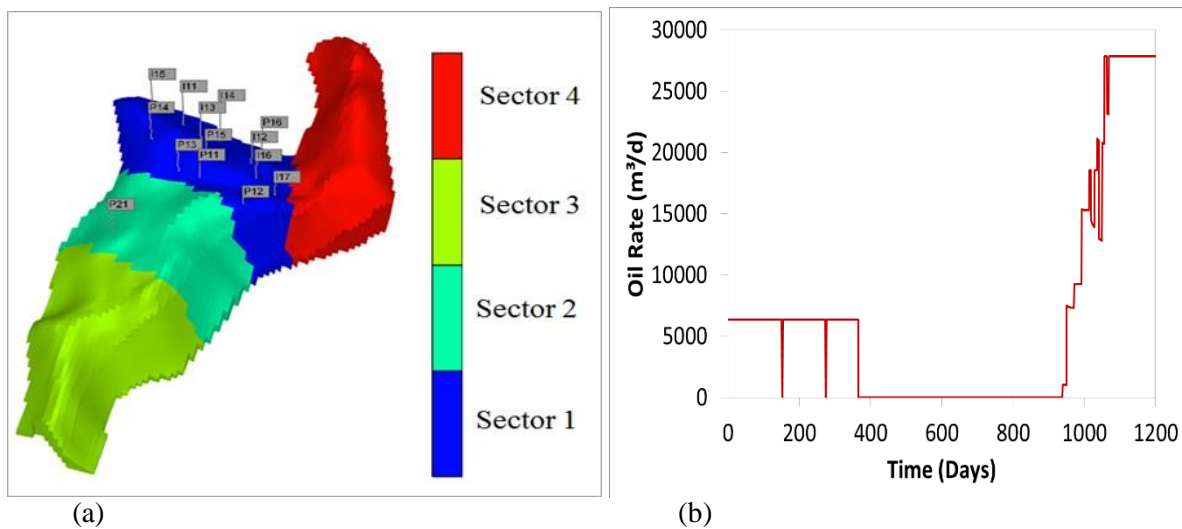 I15
I11
I14
P14
I13
P16
P15
I12
P13
P11
I16
I17
P12
P21
Sector 4
Sector 3
Sector 2
Sector 1
(a)
Oil Rate (m³/d)
30000
25000
20000
15000
10000
5000
0
0 200 400 600 800 1000 1200
Time (Days)
(b)